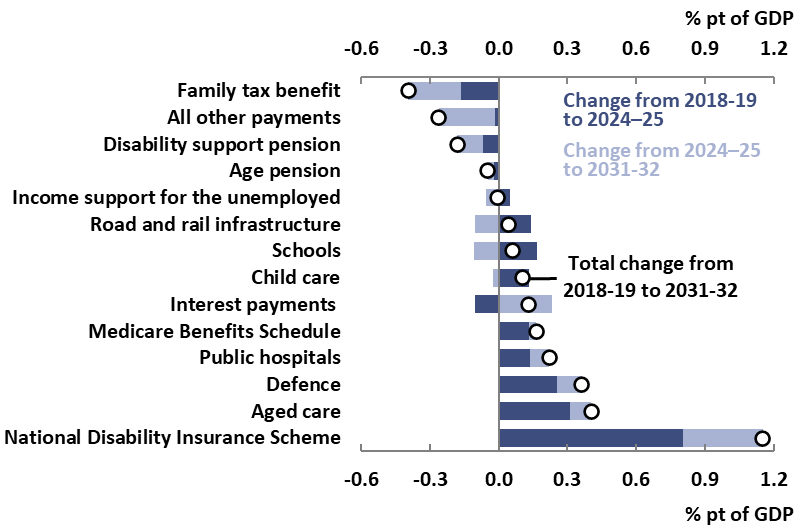 % pt of GDP
-0.6 -0.3 0.0 0.3 0.6 0.9 1.2
Family tax benefit
All other payments
Disability support pension
Age pension
Income support for the unemployed
Road and rail infrastructure
Schools
Child care
Interest payments
Medicare Benefits Schedule
Public hospitals
Defence
Aged care
National Disability Insurance Scheme
Change from 2018-19
to 2024–25
Change from 2024–25
to 2031-32
Total change from
2018-19 to 2031-32
-0.6 -0.3 0.0 0.3 0.6 0.9 1.2
% pt of GDP